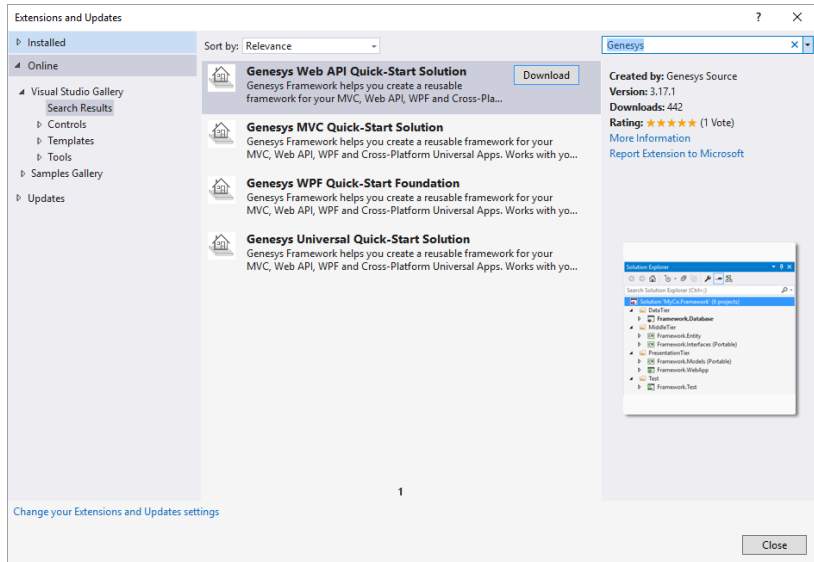 Extensions and Updates
?
Installed
Online
Visual Studio Gallery
Search Results
Controls
Templates
Tools
Samples Gallery
Updates
Sort by: Relevance
Genesys Web API Quick-Start Solution
Download
Genesys Framework helps you create a reusable
framework for your MVC, Web API, WPF and Cross-Pla...
Genesys MVC Quick-Start Solution
Genesys Framework helps you create a reusable framework for your
MVC, Web API, WPF and Cross-Platform Universal Apps. Works with yo...
Genesys WPF Quick-Start Foundation
Genesys Framework helps you create a reusable framework for your
MVC, Web API, WPF and Cross-Platform Universal Apps. Works with yo...
Genesys Universal Quick-Start Solution
Genesys Framework helps you create a reusable framework for your
MVC, Web API, WPF and Cross-Platform Universal Apps. Works with yo...
1
Genesys
Created by: Genesys Source
Version: 3.17.1
Downloads: 442
Rating: ★★★★★ (1 Vote)
More Information
Report Extension to Microsoft
Solution Explorer
Search Solution Explorer (Ctrl+;)
Solution 'MyCo.Framework' (6 projects)
DataTier
Framework.Database
MiddleTier
Framework.Entity
Framework.Interfaces (Portable)
PresentationTier
Framework.Models (Portable)
Framework.WebApp
Test
Framework.Test
Change your Extensions and Updates settings
Close